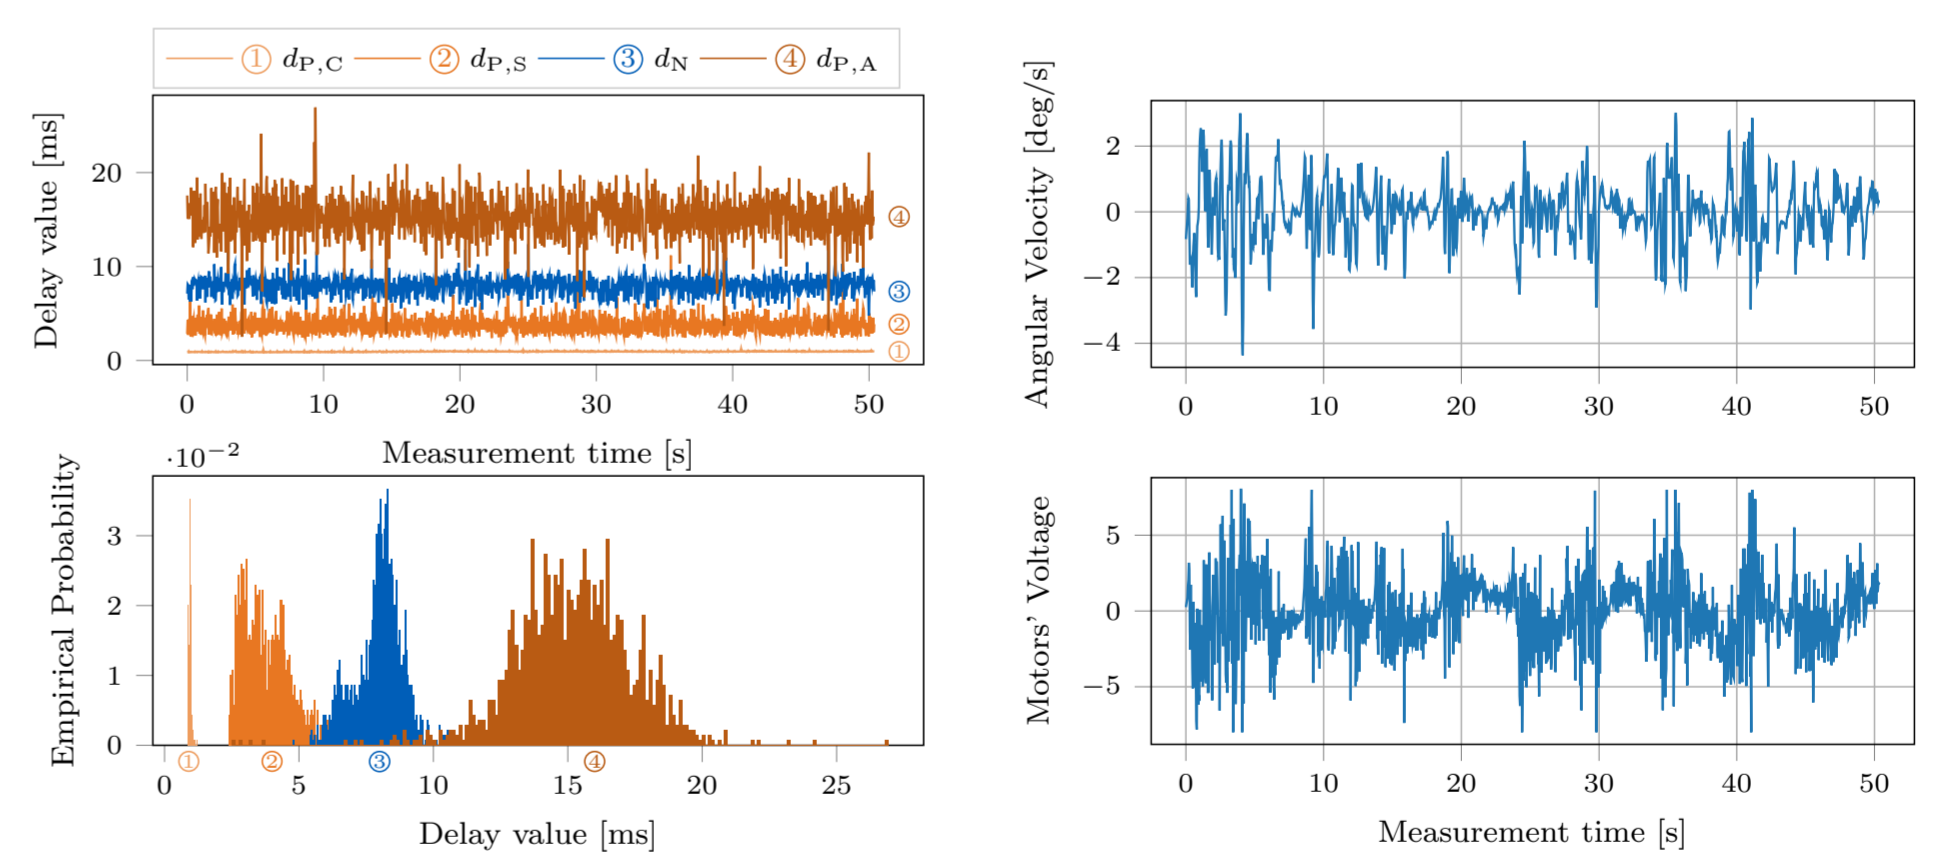 ① d_P,C ② d_P,S ③ d_N ④ d_P,A
Delay value [ms]
20
10
0
④
③
②
①
0 10 20 30 40 50
Measurement time [s]
·10⁻²
Empirical Probability
3
2
1
0
① ② ③ ④
0 5 10 15 20 25
Delay value [ms]
Angular Velocity [deg/s]
2
0
−2
−4
0 10 20 30 40 50
Motors' Voltage
5
0
−5
0 10 20 30 40 50
Measurement time [s]